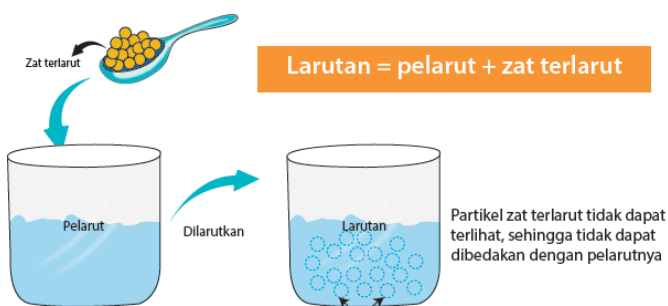 Zat terlarut
Larutan = pelarut + zat terlarut
Pelarut
Dilarutkan
Larutan
Partikel zat terlarut tidak dapat
terlihat, sehingga tidak dapat
dibedakan dengan pelarutnya